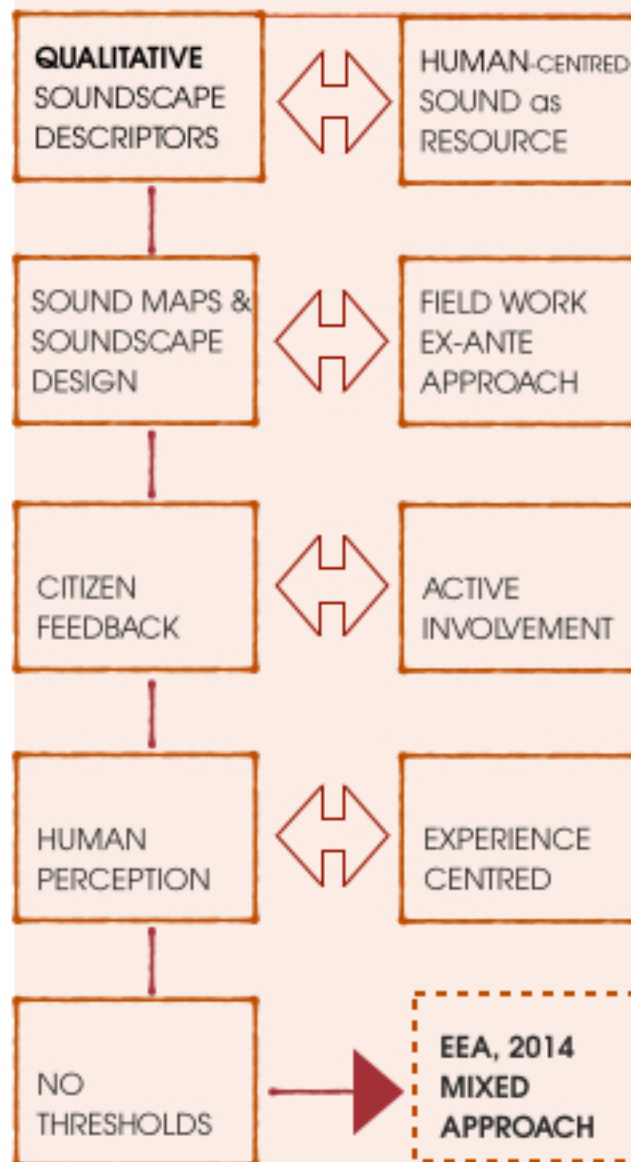 QUALITATIVE
SOUNDSCAPE
DESCRIPTORS
HUMAN-CENTRED
SOUND as
RESOURCE
SOUND MAPS &
SOUNDSCAPE
DESIGN
FIELD WORK
EX-ANTE
APPROACH
CITIZEN
FEEDBACK
ACTIVE
INVOLVEMENT
HUMAN
PERCEPTION
EXPERIENCE
CENTRED
NO
THRESHOLDS
EEA, 2014
MIXED
APPROACH